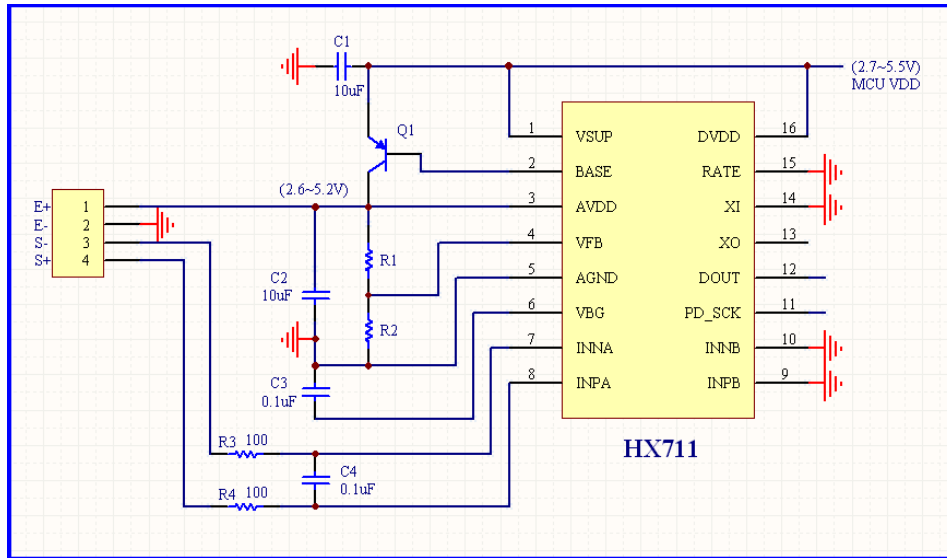 C1
10uF
(2.7~5.5V)
MCU VDD
Q1
(2.6~5.2V)
E+ 1
E- 2
S- 3
S+ 4
R1
C2
10uF
R2
C3
0.1uF
R3 100
C4
0.1uF
R4 100
1 VSUP DVDD 16
2 BASE RATE 15
3 AVDD XI 14
4 VFB XO 13
5 AGND DOUT 12
6 VBG PD_SCK 11
7 INNA INNB 10
8 INPA INPB 9
HX711